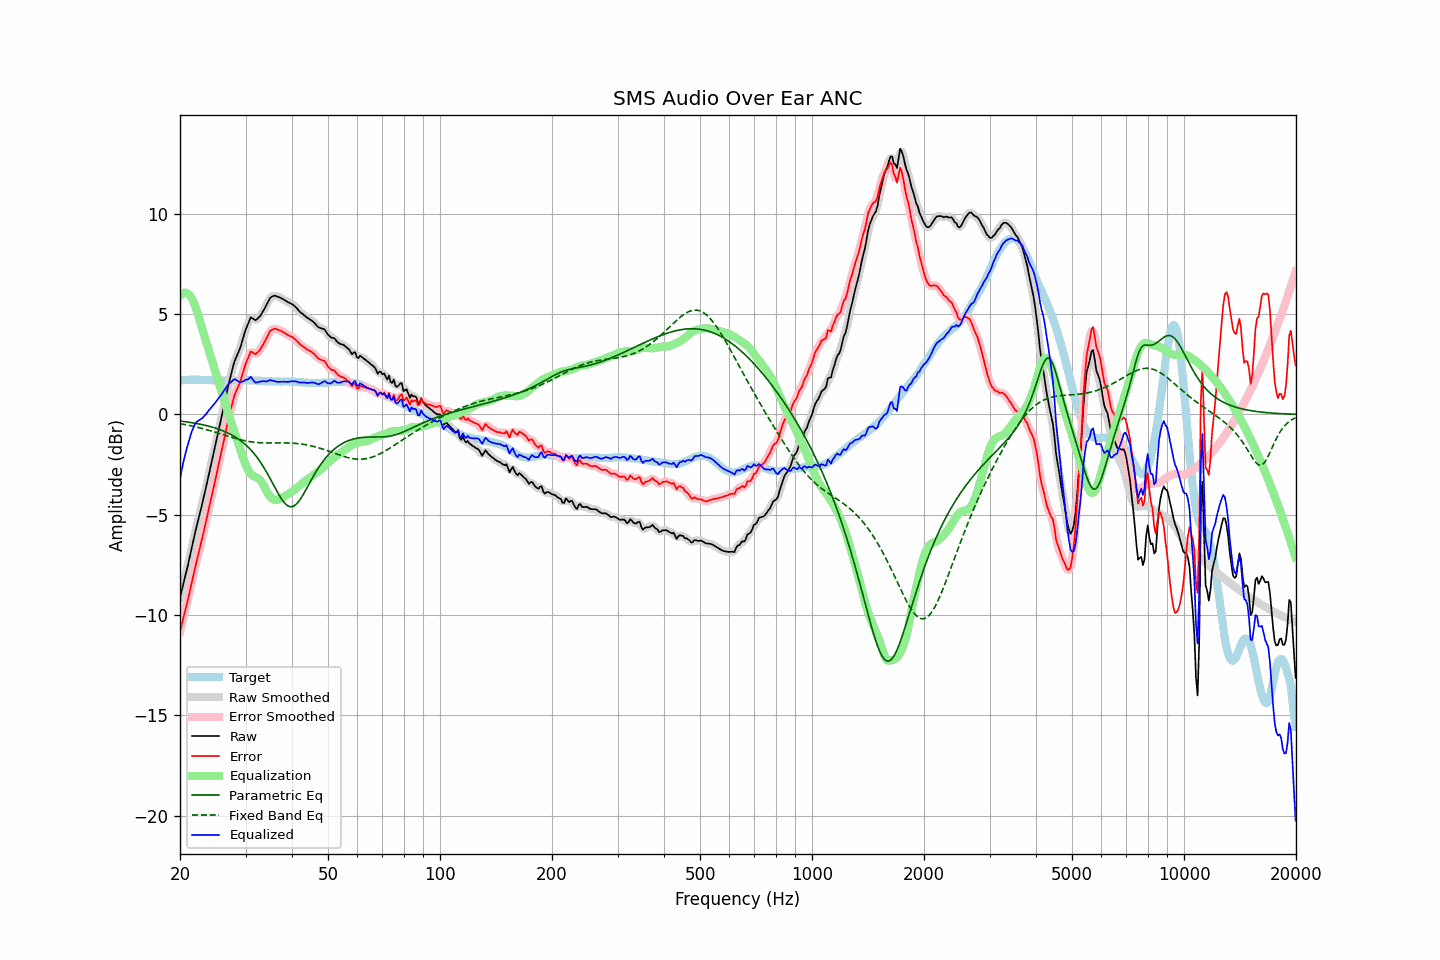 SMS Audio Over Ear ANC
Amplitude (dBr)
10
5
0
−5
−10
−15
−20
Target
Raw Smoothed
Error Smoothed
Raw
Error
Equalization
Parametric Eq
Fixed Band Eq
Equalized
20 50 100 200 500 1000 2000 5000 10000 20000
Frequency (Hz)